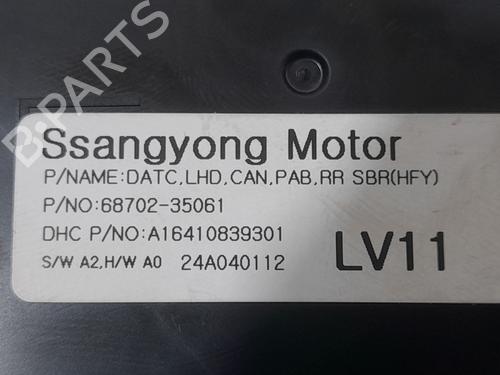 B-PARTS
Ssangyong Motor
P/NAME:DATC,LHD,CAN,PAB,RR SBR(HFY)
P/NO:68702-35061
DHC P/NO:A16410839301
S/W A2,H/W A0 24A040112 LV11